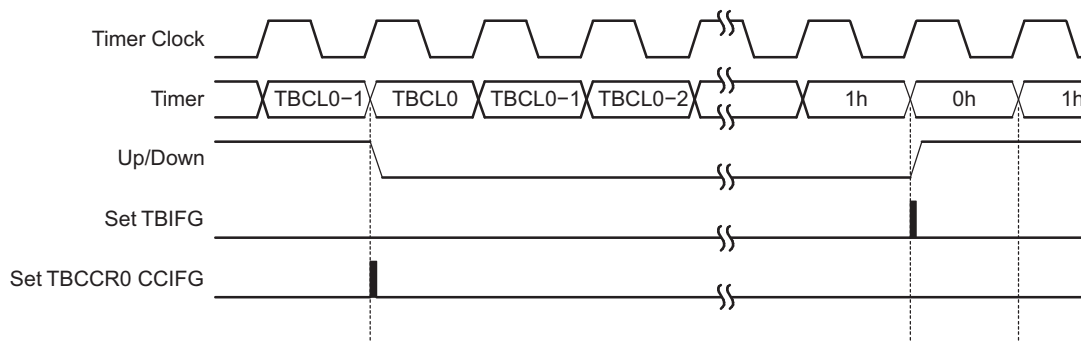 Timer Clock
Timer TBCL0−1 TBCL0 TBCL0−1 TBCL0−2 1h 0h 1h
Up/Down
Set TBIFG
Set TBCCR0 CCIFG